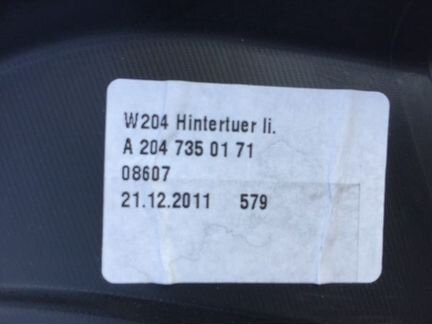 W204 Hintertuer li.
A 204 735 01 71
08607
21.12.2011 579